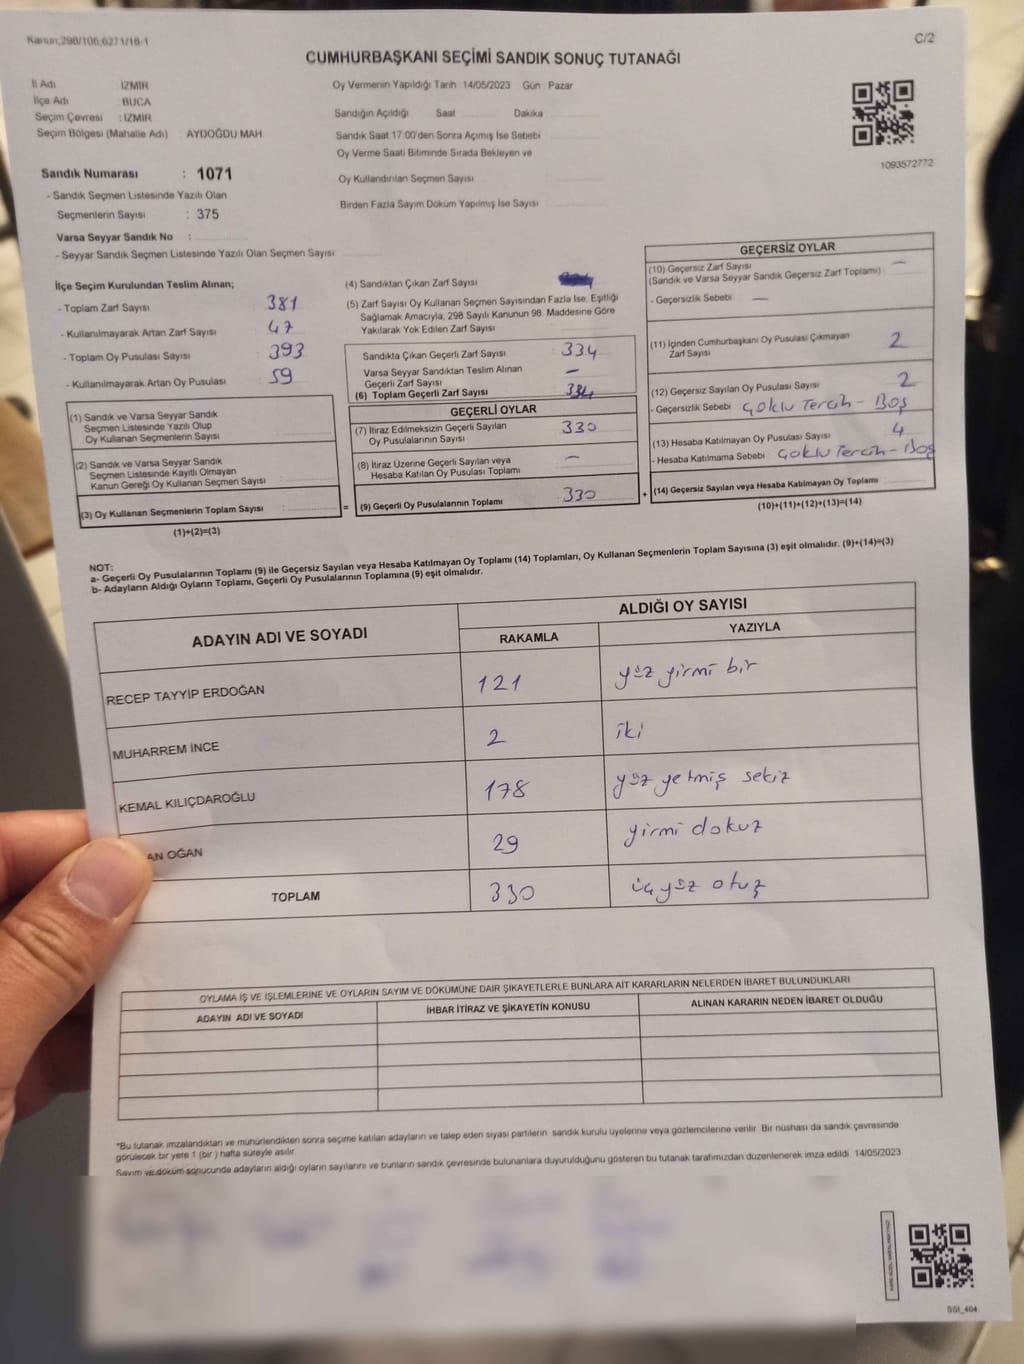 Kanun;298/106,6271/18-1
C/2
CUMHURBAŞKANI SEÇİMİ SANDIK SONUÇ TUTANAĞI
İl Adı : İZMİR
İlçe Adı : BUCA
Seçim Çevresi : İZMİR
Seçim Bölgesi (Mahalle Adı) : AYDOĞDU MAH.
Oy Vermenin Yapıldığı Tarih : 14/05/2023 Gün : Pazar
Sandığın Açıldığı Saat Dakika
Sandık Saat 17:00'den Sonra Açımış İse Sebebi
Oy Verme Saati Bitiminde Sırada Bekleyen ve
Oy Kullandırılan Seçmen Sayısı
Birden Fazla Sayım Döküm Yapılmış İse Sayısı
1093572772
Sandık Numarası : 1071
- Sandık Seçmen Listesinde Yazılı Olan
Seçmenlerin Sayısı : 375
Varsa Seyyar Sandık No :
- Seyyar Sandık Seçmen Listesinde Yazılı Olan Seçmen Sayısı:
İlçe Seçim Kurulundan Teslim Alınan;
- Toplam Zarf Sayısı 381
- Kullanılmayarak Artan Zarf Sayısı 47
- Toplam Oy Pusulası Sayısı 393
- Kullanılmayarak Artan Oy Pusulası 59
(1) Sandık ve Varsa Seyyar Sandık
Seçmen Listesinde Yazılı Olup
Oy Kullanan Seçmenlerin Sayısı
(2) Sandık ve Varsa Seyyar Sandık
Seçmen Listesinde Kayıtlı Olmayan
Kanun Gereği Oy Kullanan Seçmen Sayısı :
(3) Oy Kullanan Seçmenlerin Toplam Sayısı :
(1)+(2)=(3)
=
(4) Sandıktan Çıkan Zarf Sayısı
(5) Zarf Sayısı Oy Kullanan Seçmen Sayısından Fazla İse, Eşitliği
Sağlamak Amacıyla, 298 Sayılı Kanunun 98. Maddesine Göre
Yakılarak Yok Edilen Zarf Sayısı
Sandıkta Çıkan Geçerli Zarf Sayısı 334
Varsa Seyyar Sandıktan Teslim Alınan
Geçerli Zarf Sayısı –
(6) Toplam Geçerli Zarf Sayısı 334
GEÇERLİ OYLAR
(7) İtiraz Edilmeksizin Geçerli Sayılan
Oy Pusulalarının Sayısı 330
(8) İtiraz Üzerine Geçerli Sayılan veya
Hesaba Katılan Oy Pusulası Toplamı –
(9) Geçerli Oy Pusulalarının Toplamı 330
+
GEÇERSİZ OYLAR
(10) Geçersiz Zarf Sayısı –
(Sandık ve Varsa Seyyar Sandık Geçersiz Zarf Toplamı)
- Geçersizlik Sebebi –
(11) İçinden Cumhurbaşkanı Oy Pusulası Çıkmayan
Zarf Sayısı 2
(12) Geçersiz Sayılan Oy Pusulası Sayısı 2
- Geçersizlik Sebebi Çoklu Tercih - Boş
(13) Hesaba Katılmayan Oy Pusulası Sayısı 4
- Hesaba Katılmama Sebebi Çoklu Tercih - Boş
(14) Geçersiz Sayılan veya Hesaba Katılmayan Oy Toplamı
(10)+(11)+(12)+(13)=(14)
NOT:
a- Geçerli Oy Pusulalarının Toplamı (9) ile Geçersiz Sayılan veya Hesaba Katılmayan Oy Toplamı (14) Toplamları, Oy Kullanan Seçmenlerin Toplam Sayısına (3) eşit olmalıdır. (9)+(14)=(3)
b- Adayların Aldığı Oyların Toplamı, Geçerli Oy Pusulalarının Toplamına (9) eşit olmalıdır.
ADAYIN ADI VE SOYADI
ALDIĞI OY SAYISI
RAKAMLA YAZIYLA
RECEP TAYYİP ERDOĞAN 121 yüz yirmi bir
MUHARREM İNCE 2 iki
KEMAL KILIÇDAROĞLU 178 yüz yetmiş sekiz
AN OĞAN 29 yirmi dokuz
TOPLAM 330 üçyüz otuz
OYLAMA İŞ VE İŞLEMLERİNE VE OYLARIN SAYIM VE DÖKÜMÜNE DAİR ŞİKAYETLERLE BUNLARA AİT KARARLARIN NELERDEN İBARET BULUNDUKLARI
ADAYIN ADI VE SOYADI İHBAR İTİRAZ VE ŞİKAYETİN KONUSU ALINAN KARARIN NEDEN İBARET OLDUĞU
*Bu tutanak imzalandıktan ve mühürlendikten sonra seçime katılan adayların ve talep eden siyasi partilerin sandık kurulu üyelerine veya gözlemcilerine verilir. Bir nüshası da sandık çevresinde
görülecek bir yere 1 (bir ) hafta süreyle asılır.
Sayım ve döküm sonucunda adayların aldığı oyların sayılarını ve bunların sandık çevresinde bulunanlara duyurulduğunu gösteren bu tutanak tarafımızdan düzenlenerek imza edildi. 14/05/2023